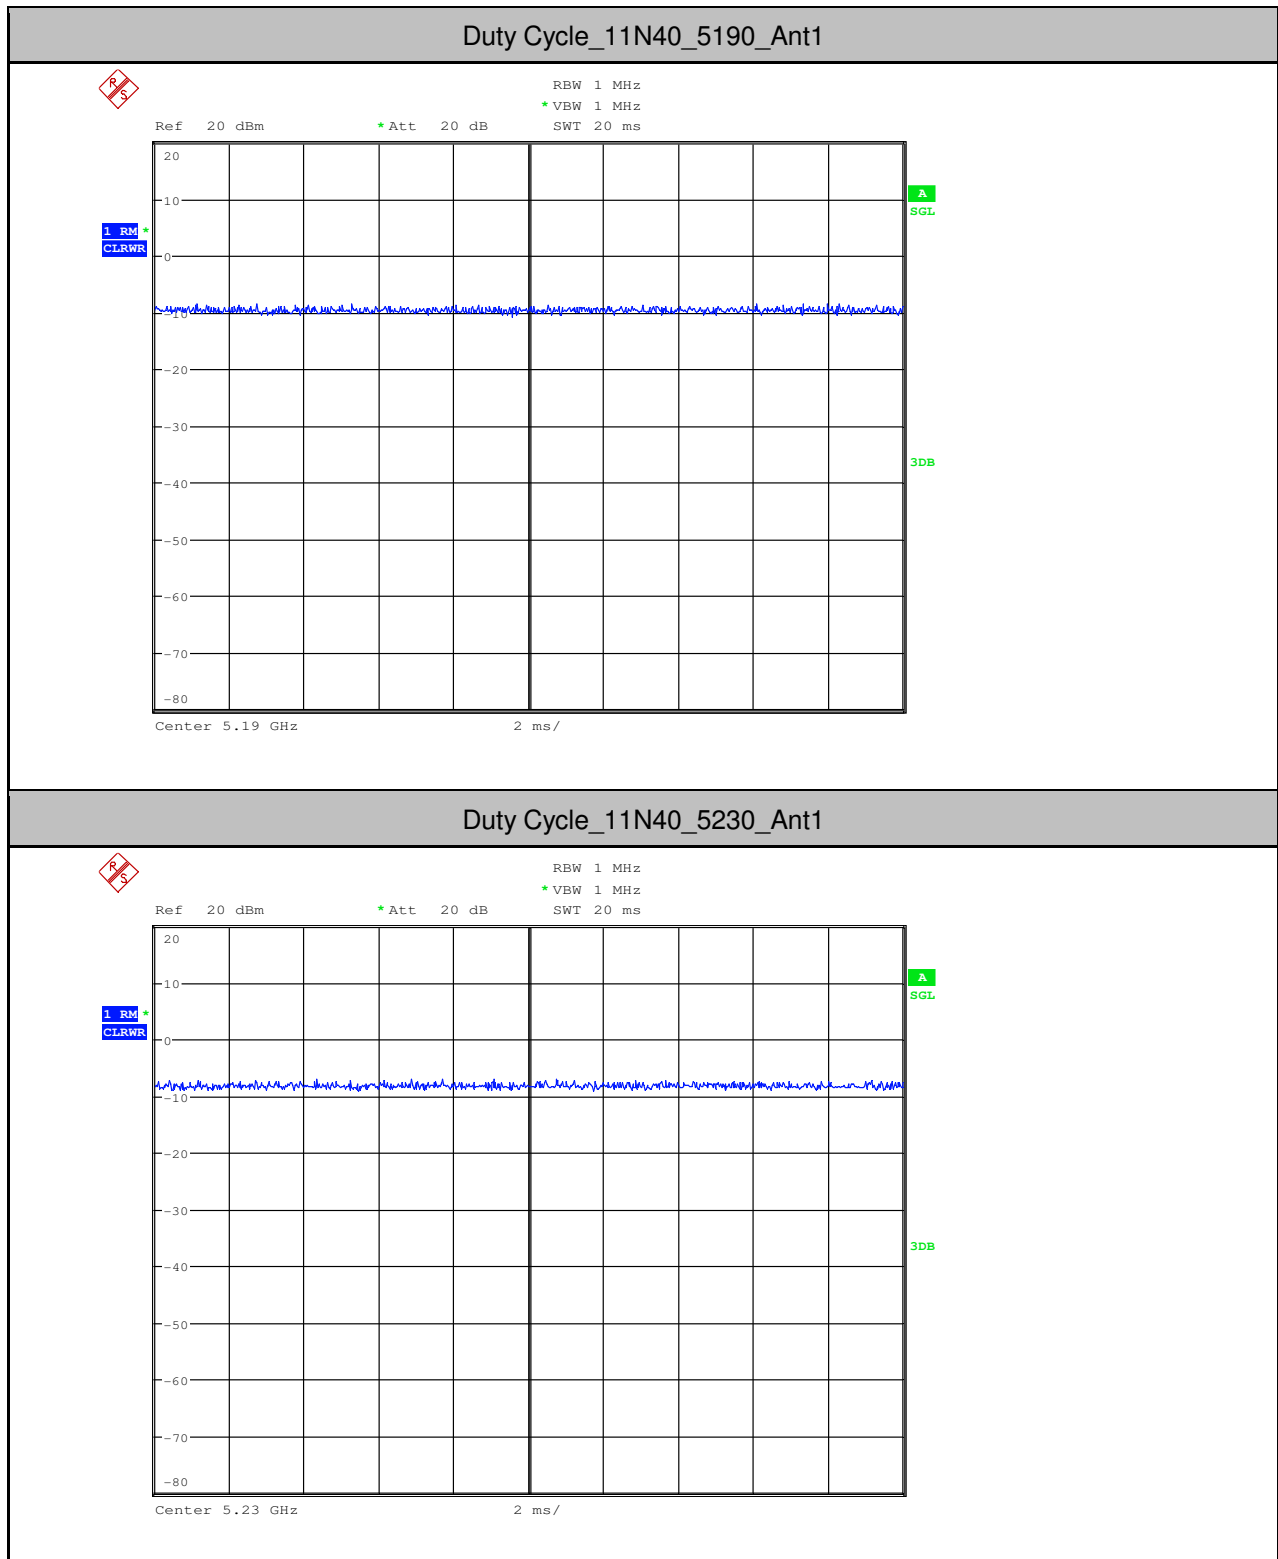 Duty Cycle_11N40_5190_Ant1
R S
RBW 1 MHz
* VBW 1 MHz
Ref 20 dBm * Att 20 dB SWT 20 ms
20
A
10
SGL
1 RM *
CLRWR
0
-10
-20
-30
3DB
-40
-50
-60
-70
-80
Center 5.19 GHz 2 ms/
Duty Cycle_11N40_5230_Ant1
R S
RBW 1 MHz
* VBW 1 MHz
Ref 20 dBm * Att 20 dB SWT 20 ms
20
A
10
SGL
1 RM *
CLRWR
0
-10
-20
-30
3DB
-40
-50
-60
-70
-80
Center 5.23 GHz 2 ms/